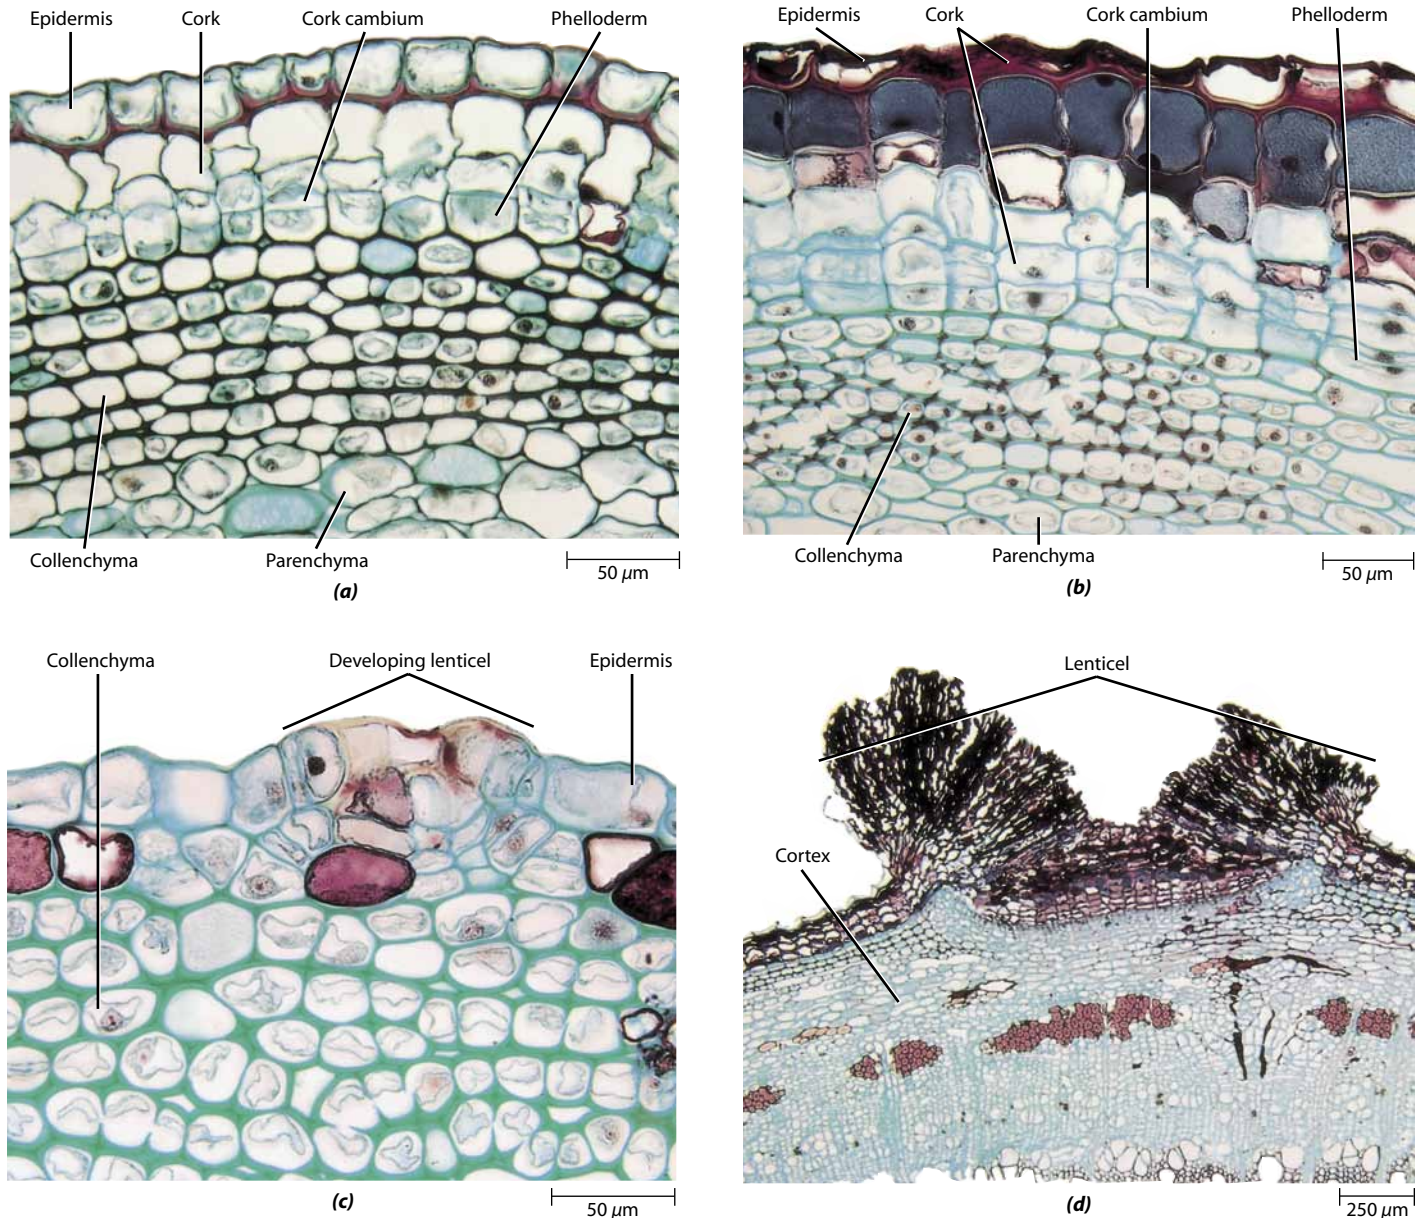 Epidermis Cork Cork cambium Phelloderm
Collenchyma Parenchyma
50 µm
(a)
Epidermis Cork Cork cambium Phelloderm
Collenchyma Parenchyma
50 µm
(b)
Collenchyma Developing lenticel Epidermis
50 µm
(c)
Lenticel
Cortex
250 µm
(d)